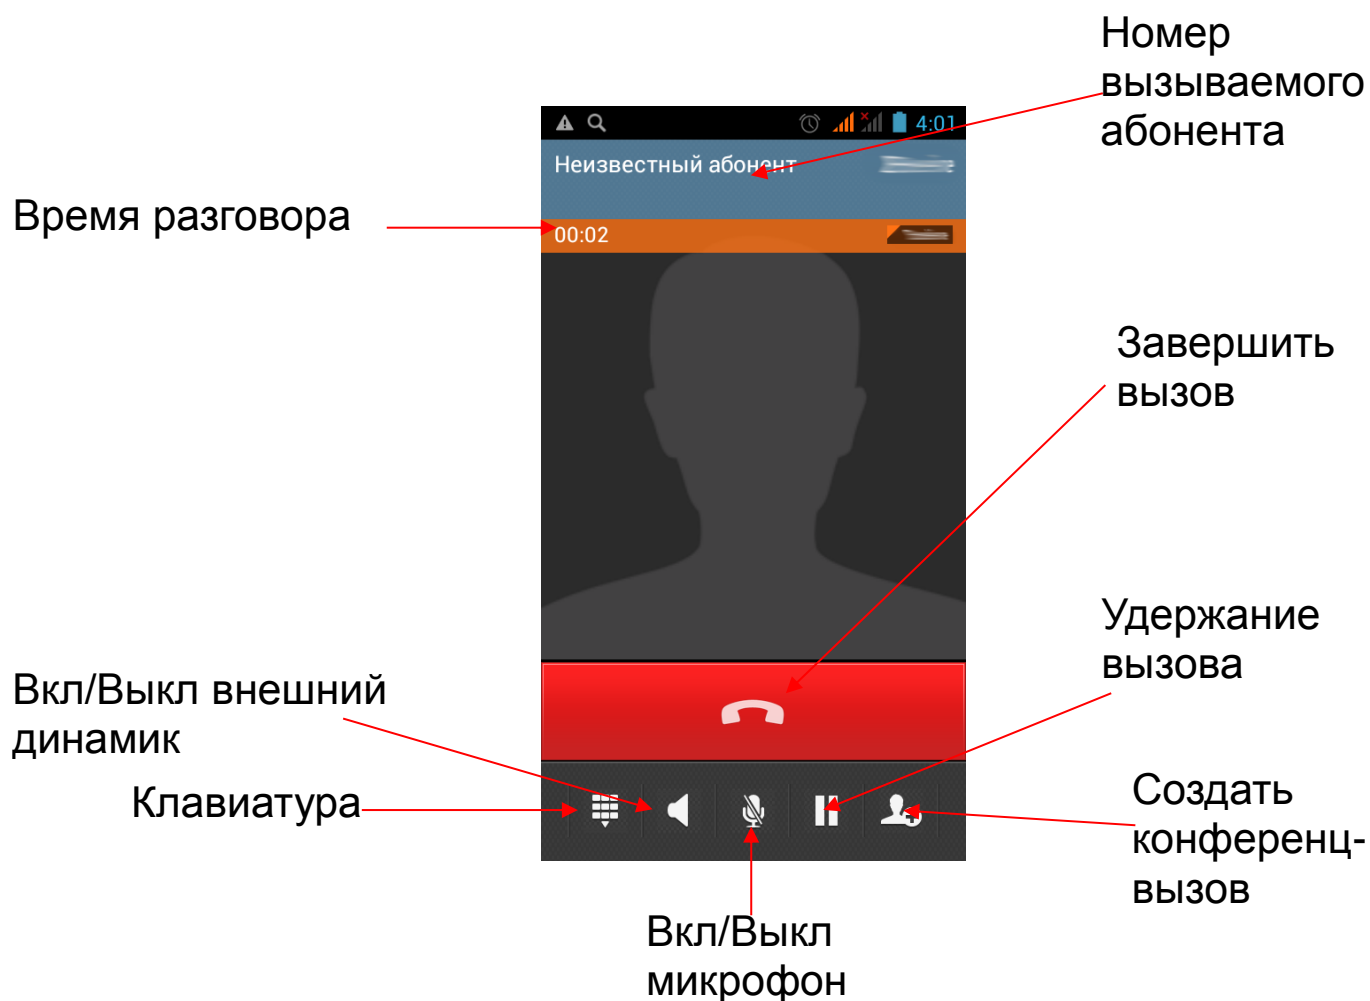 Номер
вызываемого
абонента
4:01
Неизвестный абонент
Время разговора
00:02
Завершить
вызов
Удержание
вызова
Вкл/Выкл внешний
динамик
Клавиатура
Создать
конференц-
вызов
Вкл/Выкл
микрофон